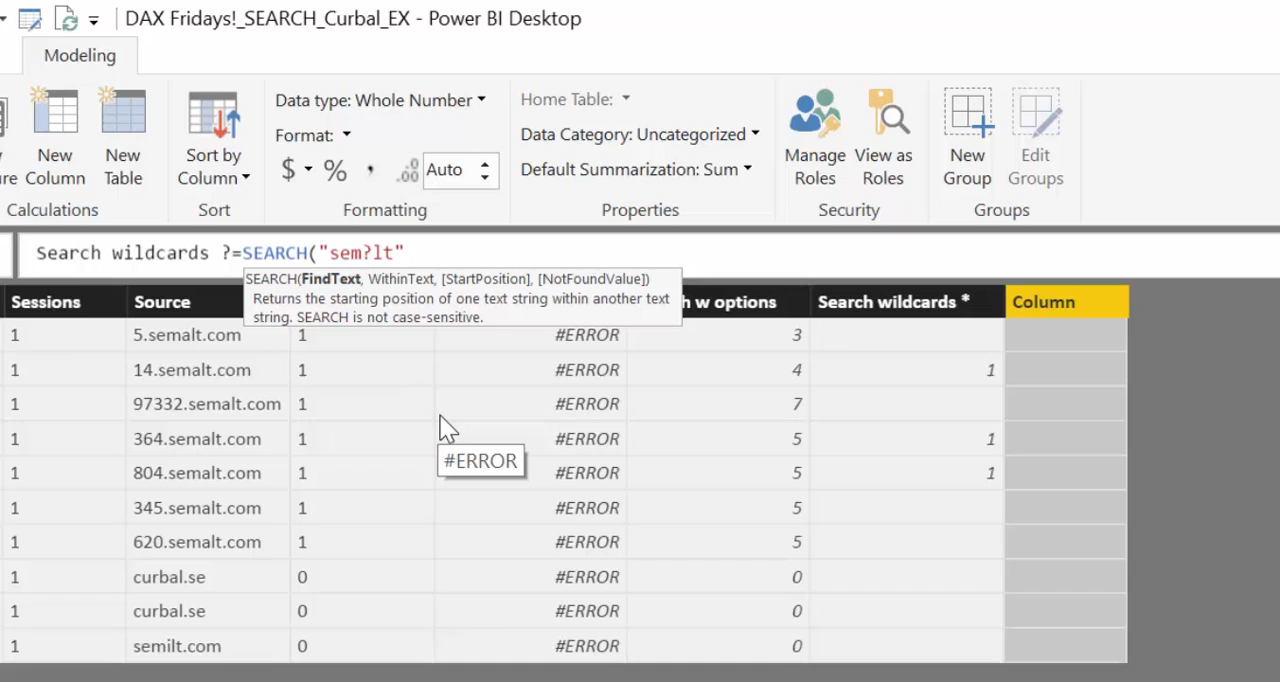 DAX Fridays!_SEARCH_Curbal_EX - Power BI Desktop
Modeling
Data type: Whole Number
Home Table:
Format:
Data Category: Uncategorized
New Column
New Table
Sort by Column
$ % , .00 Auto
Default Summarization: Sum
Manage Roles
View as Roles
New Group
Edit Groups
Calculations
Sort
Formatting
Properties
Security
Groups
Search wildcards ?=SEARCH("sem?lt"
SEARCH(FindText, WithinText, [StartPosition], [NotFoundValue])
Returns the starting position of one text string within another text
string. SEARCH is not case-sensitive.
Sessions Source h w options Search wildcards * Column
1 5.semalt.com 1 #ERROR 3
1 14.semalt.com 1 #ERROR 4 1
1 97332.semalt.com 1 #ERROR 7
1 364.semalt.com 1 #ERROR 5 1
#ERROR
1 804.semalt.com 1 #ERROR 5 1
1 345.semalt.com 1 #ERROR 5
1 620.semalt.com 1 #ERROR 5
1 curbal.se 0 #ERROR 0
1 curbal.se 0 #ERROR 0
1 semilt.com 0 #ERROR 0